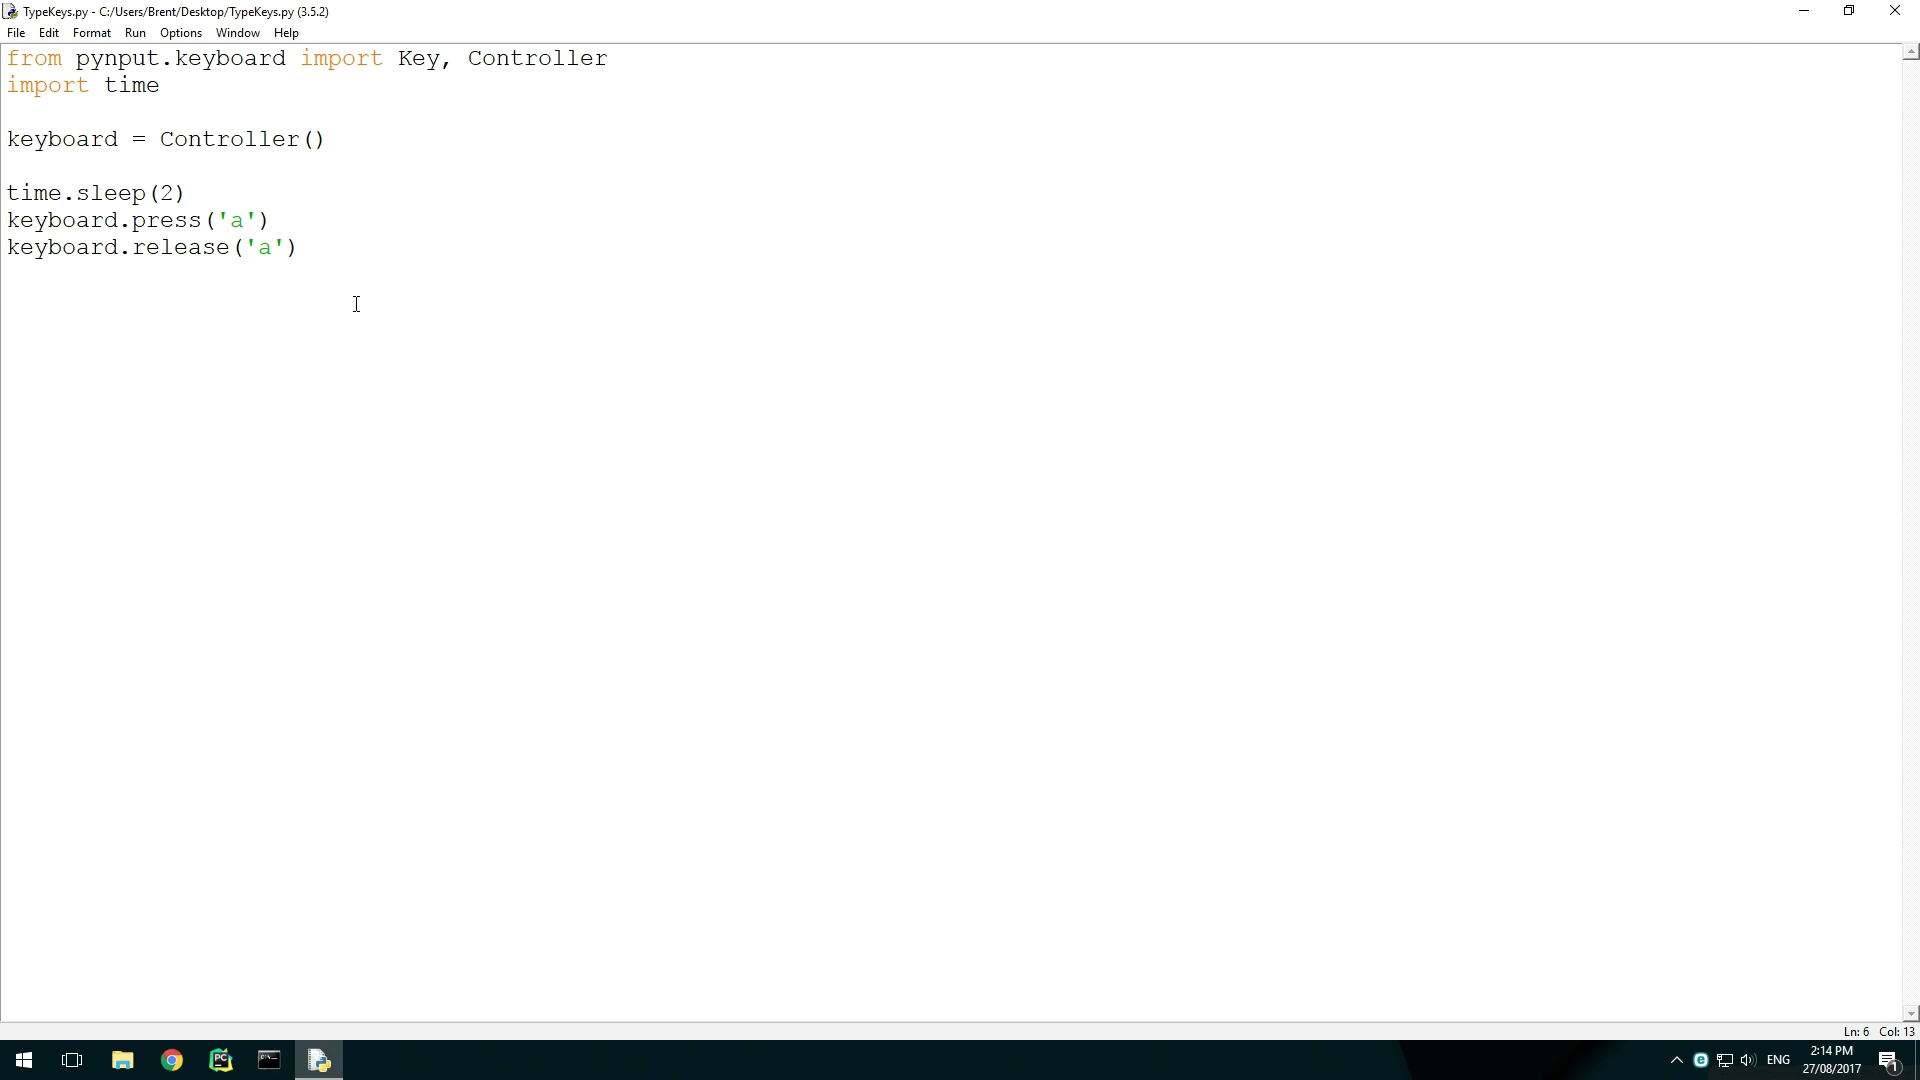 TypeKeys.py - C:/Users/Brent/Desktop/TypeKeys.py (3.5.2)
File Edit Format Run Options Window Help
from pynput.keyboard import Key, Controller
import time
keyboard = Controller()
time.sleep(2)
keyboard.press('a')
keyboard.release('a')
Ln: 6 Col: 13
PC
ENG
2:14 PM
27/08/2017
1